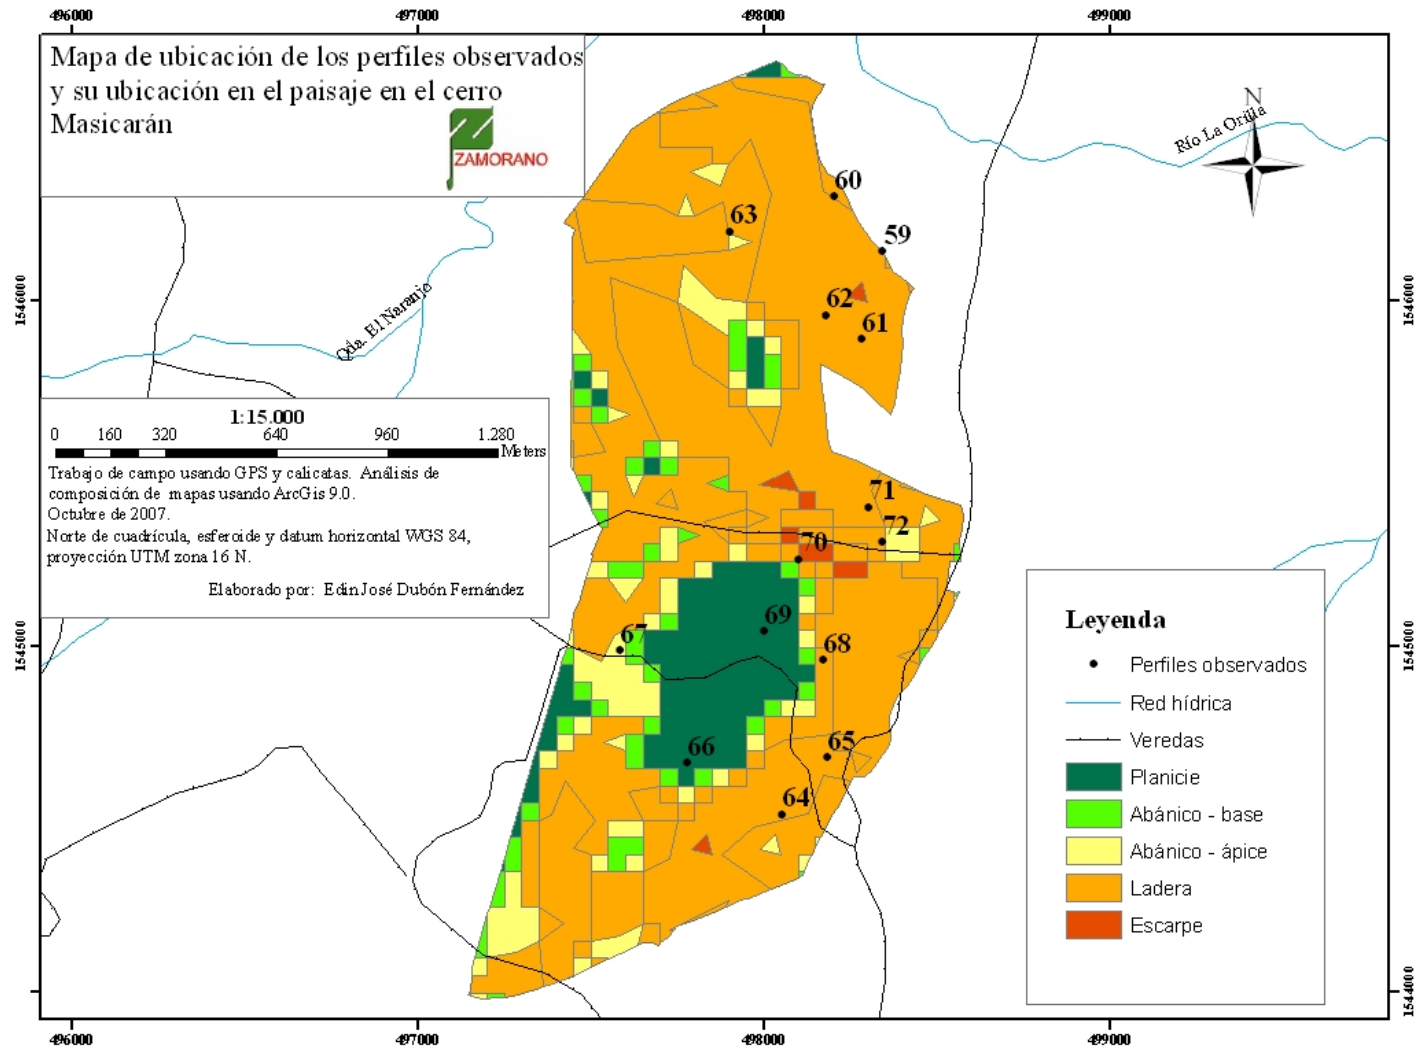 496000 497000 498000 499000
Mapa de ubicación de los perfiles observados
y su ubicación en el paisaje en el cerro
Masicarán
ZAMORANO
N
Río La Orilla
60
63
59
62
61
1546000
1546000
Qda. El Naranjo
1:15.000
0 160 320 640 960 1.280
Meters
Trabajo de campo usando GPS y calicatas. Análisis de
composición de mapas usando ArcGis 9.0.
Octubre de 2007.
Norte de cuadrícula, esferoide y datum horizontal WGS 84,
proyección UTM zona 16 N.
Elaborado por: Edin José Dubón Fernández
71
72
70
69
67
68
66
65
64
1545000
1545000
Leyenda
Perfiles observados
Red hídrica
Veredas
Planicie
Abánico - base
Abánico - ápice
Ladera
Escarpe
1544000
1544000
496000 497000 498000 499000